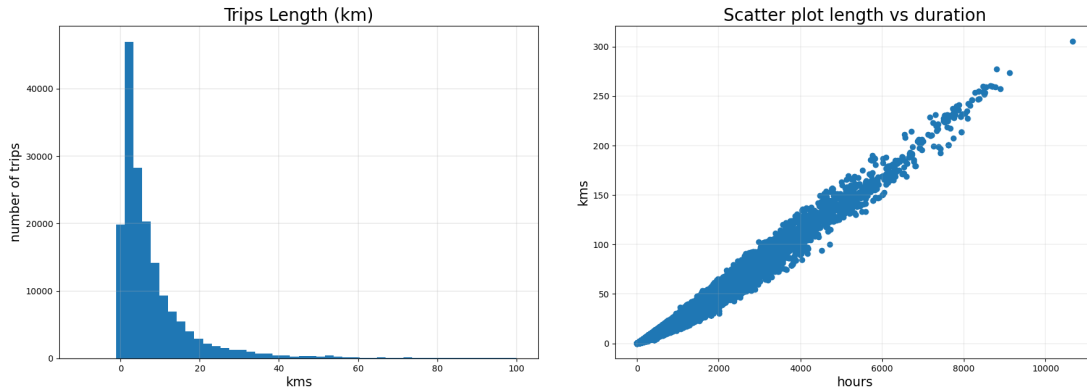 Trips Length (km)
number of trips
40000
30000
20000
10000
0
0 20 40 60 80 100
kms
Scatter plot length vs duration
kms
300
250
200
150
100
50
0
0 2000 4000 6000 8000 10000
hours